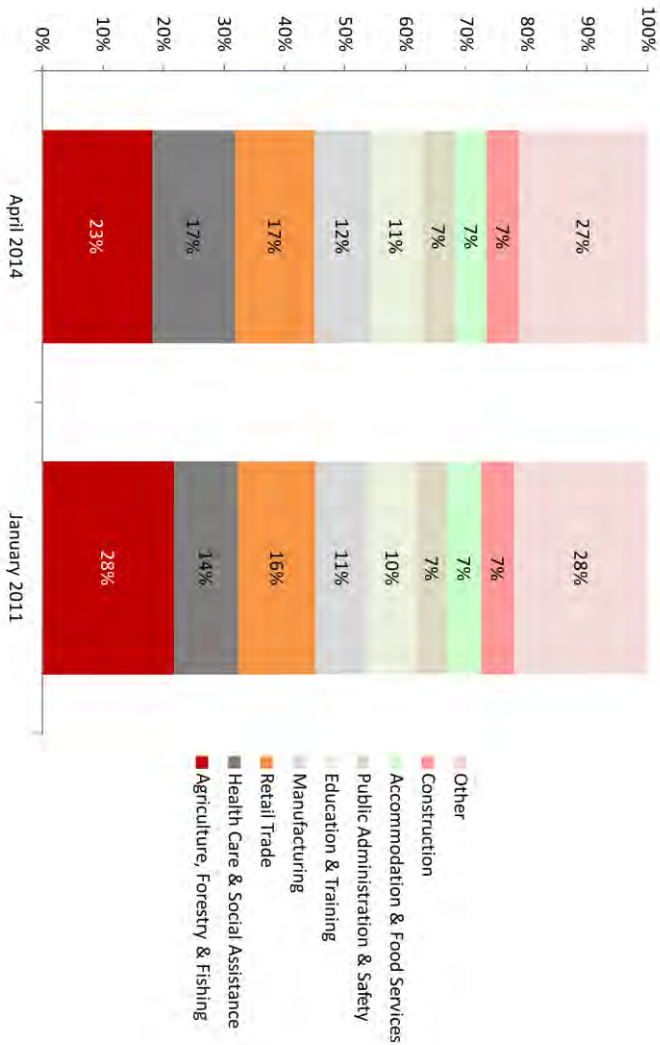 100%
90%
80%
70%
60%
50%
40%
30%
20%
10%
0%
27%
7%
7%
7%
11%
12%
17%
17%
23%
28%
7%
7%
7%
10%
11%
16%
14%
28%
April 2014
January 2011
Other
Construction
Accommodation & Food Services
Public Administration & Safety
Education & Training
Manufacturing
Retail Trade
Health Care & Social Assistance
Agriculture, Forestry & Fishing